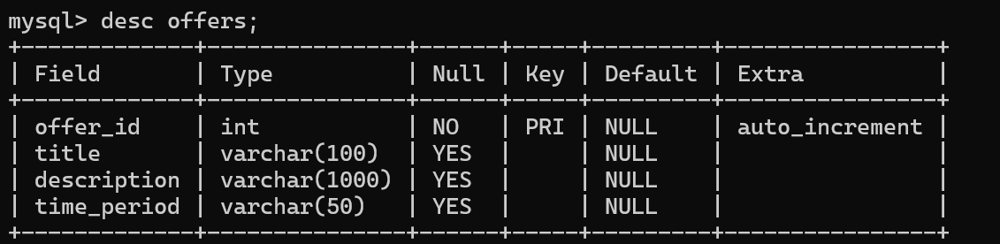 mysql> desc offers;
+-------------+---------------+------+-----+---------+----------------+
| Field       | Type          | Null | Key | Default | Extra          |
+-------------+---------------+------+-----+---------+----------------+
| offer_id    | int           | NO   | PRI | NULL    | auto_increment |
| title       | varchar(100)  | YES  |     | NULL    |                |
| description | varchar(1000) | YES  |     | NULL    |                |
| time_period | varchar(50)   | YES  |     | NULL    |                |
+-------------+---------------+------+-----+---------+----------------+